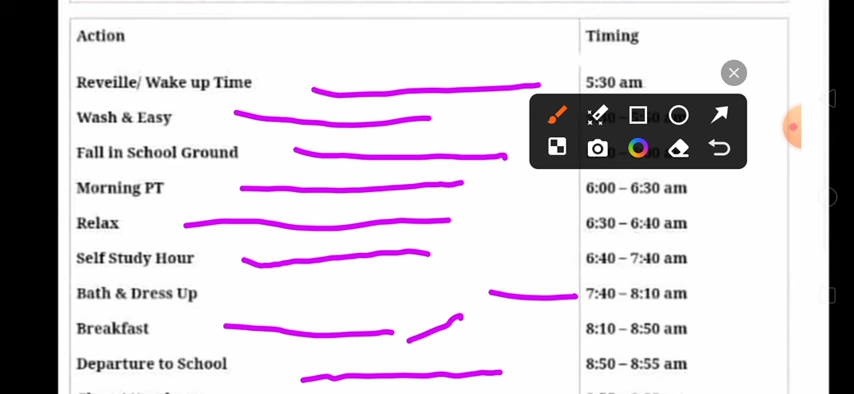 Action Timing
Reveille/ Wake up Time 5:30 am
Wash & Easy
Fall in School Ground
Morning PT 6:00 – 6:30 am
Relax 6:30 – 6:40 am
Self Study Hour 6:40 – 7:40 am
Bath & Dress Up 7:40 – 8:10 am
Breakfast 8:10 – 8:50 am
Departure to School 8:50 – 8:55 am